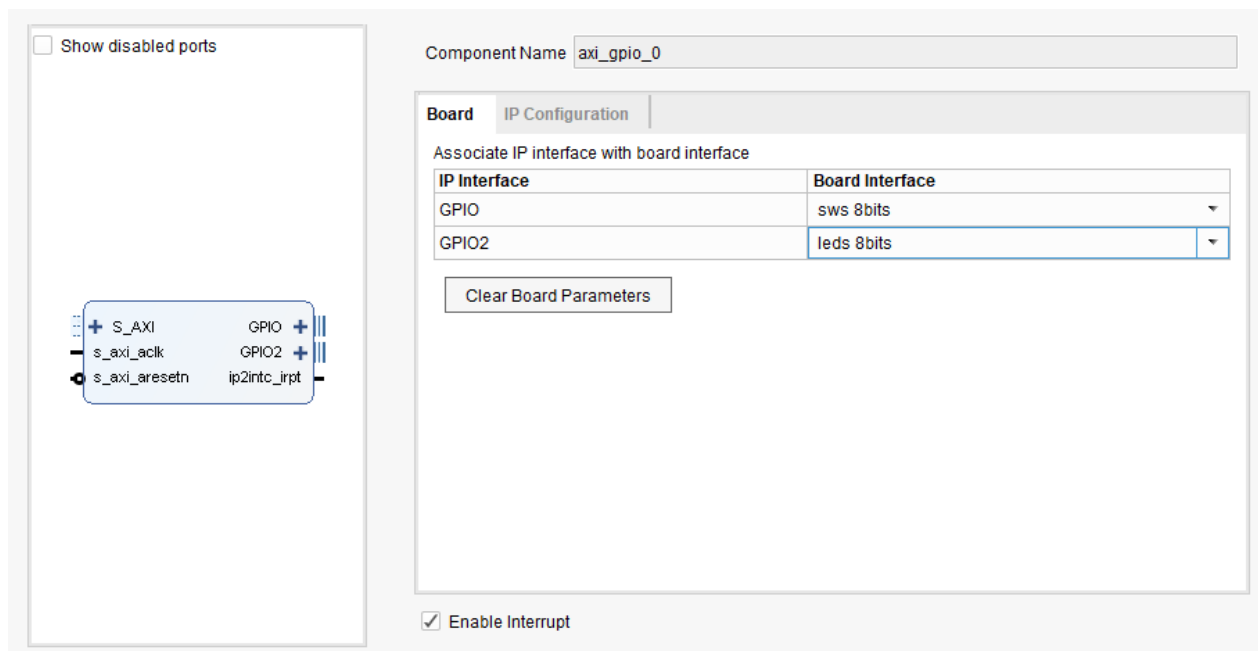 Show disabled ports
S_AXI GPIO
s_axi_aclk GPIO2
s_axi_aresetn ip2intc_irpt
Component Name axi_gpio_0
Board IP Configuration
Associate IP interface with board interface
IP Interface Board Interface
GPIO sws 8bits
GPIO2 leds 8bits
Clear Board Parameters
Enable Interrupt